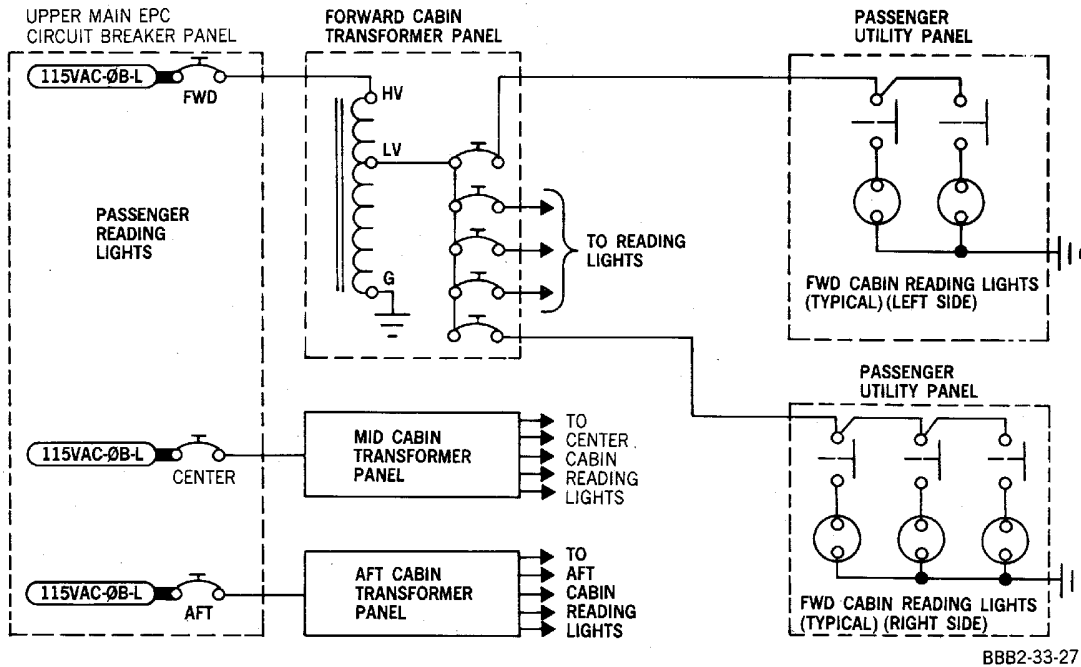 UPPER MAIN EPC
CIRCUIT BREAKER PANEL
115VAC-ØB-L
FWD
PASSENGER
READING
LIGHTS
115VAC-ØB-L
CENTER
115VAC-ØB-L
AFT
FORWARD CABIN
TRANSFORMER PANEL
HV
LV
G
TO READING
LIGHTS
MID CABIN
TRANSFORMER
PANEL
TO
CENTER
CABIN
READING
LIGHTS
AFT CABIN
TRANSFORMER
PANEL
TO
AFT
CABIN
READING
LIGHTS
PASSENGER
UTILITY PANEL
FWD CABIN READING LIGHTS
(TYPICAL) (LEFT SIDE)
PASSENGER
UTILITY PANEL
FWD CABIN READING LIGHTS
(TYPICAL) (RIGHT SIDE)
BBB2-33-27